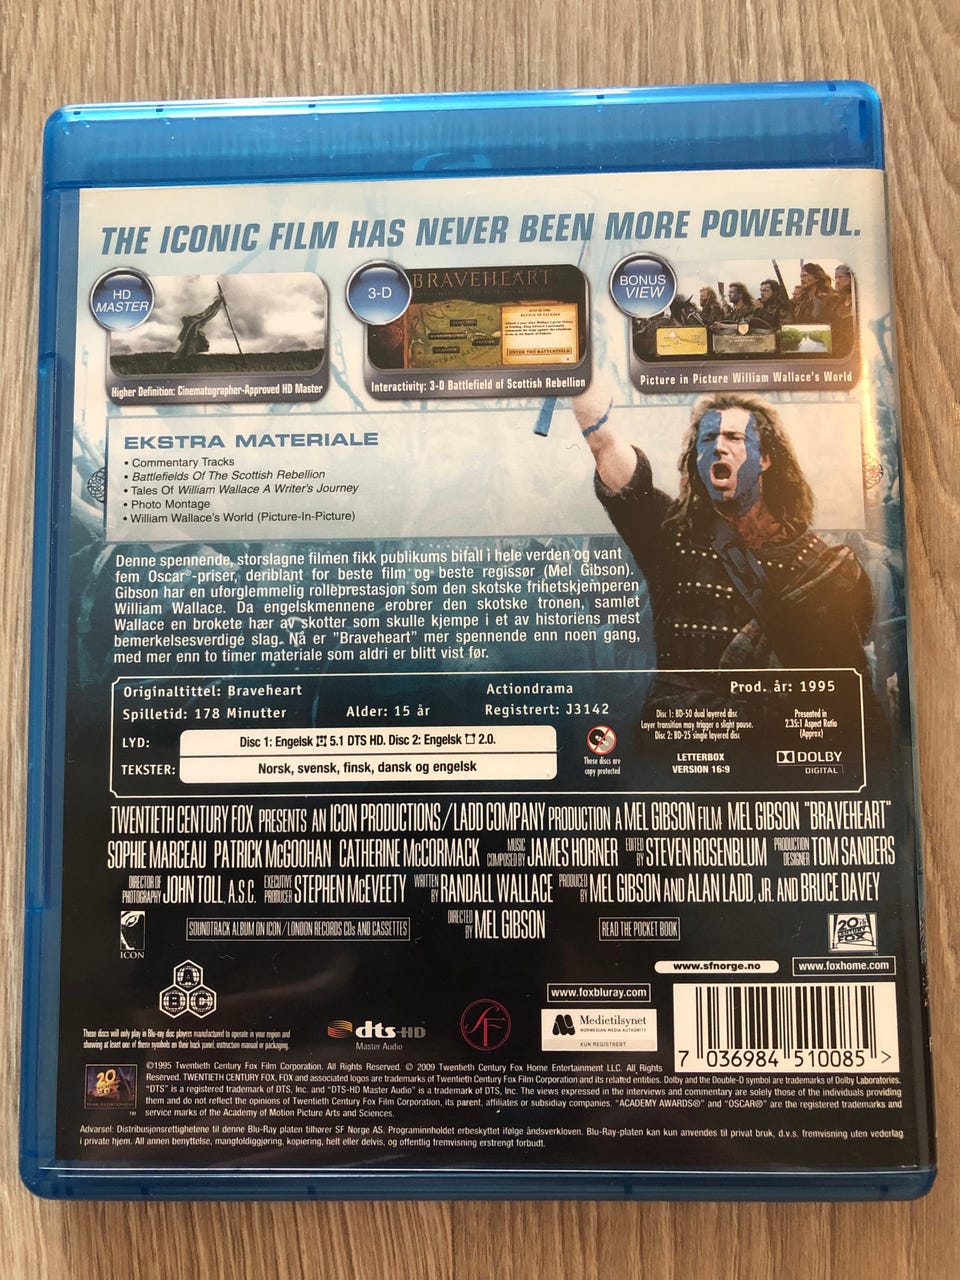 THE ICONIC FILM HAS NEVER BEEN MORE POWERFUL.
HD
MASTER
3-D
BRAVEHEART
ENTER THE BATTLEFIELD
BONUS
VIEW
Higher Definition: Cinematographer-Approved HD Master
Interactivity: 3-D Battlefield of Scottish Rebellion
Picture in Picture William Wallace's World
EKSTRA MATERIALE
• Commentary Tracks
• Battlefields Of The Scottish Rebellion
• Tales Of William Wallace A Writer's Journey
• Photo Montage
• William Wallace's World (Picture-In-Picture)
Denne spennende, storslagne filmen fikk publikums bifall i hele verden og vant
fem Oscar®-priser, deriblant for beste film og beste regissør (Mel Gibson).
Gibson har en uforglemmelig rolleprestasjon som den skotske frihetskjemperen
William Wallace. Da engelskmennene erobrer den skotske tronen, samlet
Wallace en brokete hær av skotter som skulle kjempe i et av historiens mest
bemerkelsesverdige slag. Nå er "Braveheart" mer spennende enn noen gang,
med mer enn to timer materiale som aldri er blitt vist før.
Originaltittel: Braveheart Actiondrama Prod. år: 1995
Spilletid: 178 Minutter Alder: 15 år Registrert: J3142
LYD: Disc 1: Engelsk 5.1 DTS HD. Disc 2: Engelsk 2.0.
TEKSTER: Norsk, svensk, finsk, dansk og engelsk
These discs are
copy protected
Disc 1: BD-50 dual layered disc
Layer transition may trigger a slight pause.
Disc 2: BD-25 single layered disc
LETTERBOX
VERSION 16:9
Presented in
2.35:1 Aspect Ratio
(Approx)
DOLBY
DIGITAL
TWENTIETH CENTURY FOX PRESENTS AN ICON PRODUCTIONS / LADD COMPANY PRODUCTION A MEL GIBSON FILM MEL GIBSON "BRAVEHEART"
SOPHIE MARCEAU PATRICK McGOOHAN CATHERINE McCORMACK MUSIC COMPOSED BY JAMES HORNER EDITED BY STEVEN ROSENBLUM PRODUCTION DESIGNER TOM SANDERS
DIRECTOR OF PHOTOGRAPHY JOHN TOLL, A.S.C. EXECUTIVE PRODUCER STEPHEN McEVEETY WRITTEN BY RANDALL WALLACE PRODUCED BY MEL GIBSON AND ALAN LADD, JR. AND BRUCE DAVEY
DIRECTED BY MEL GIBSON
ICON
SOUNDTRACK ALBUM ON ICON / LONDON RECORDS CDs AND CASSETTES
READ THE POCKET BOOK
20th
CENTURY
FOX
www.sfnorge.no
www.foxhome.com
www.foxbluray.com
A
B C
These discs will only play in Blu-ray disc players manufactured to operate in your region and
showing at least one of these symbols on their back panel, instruction manual or packaging.
dts-HD
Master Audio
SF
Medietilsynet
NORWEGIAN MEDIA AUTHORITY
KUN REGISTRERT
7 036984 510085 >
©1995 Twentieth Century Fox Film Corporation. All Rights Reserved. © 2009 Twentieth Century Fox Home Entertainment LLC. All Rights
Reserved. TWENTIETH CENTURY FOX, FOX and associated logos are trademarks of Twentieth Century Fox Film Corporation and its related entities. Dolby and the Double-D symbol are trademarks of Dolby Laboratories.
"DTS" is a registered trademark of DTS, Inc. and "DTS-HD Master Audio" is a trademark of DTS, Inc. The views expressed in the interviews and commentary are solely those of the individuals providing
them and do not reflect the opinions of Twentieth Century Fox Film Corporation, its parent, affiliates or subsidiay companies. "ACADEMY AWARDS®" and "OSCAR®" are the registered trademarks and
service marks of the Academy of Motion Picture Arts and Sciences.
Advarsel: Distribusjonsrettighetene til denne Blu-Ray platen tilhører SF Norge AS. Programinnholdet erbeskyttet ifølge åndsverkloven. Blu-Ray-platen kan kun anvendes til privat bruk, d.v.s. fremvisning uten vederlag
i private hjem. All annen benyttelse, mangfoldiggjøring, kopiering, helt eller delvis, og offentlig fremvisning erstrengt forbudt.